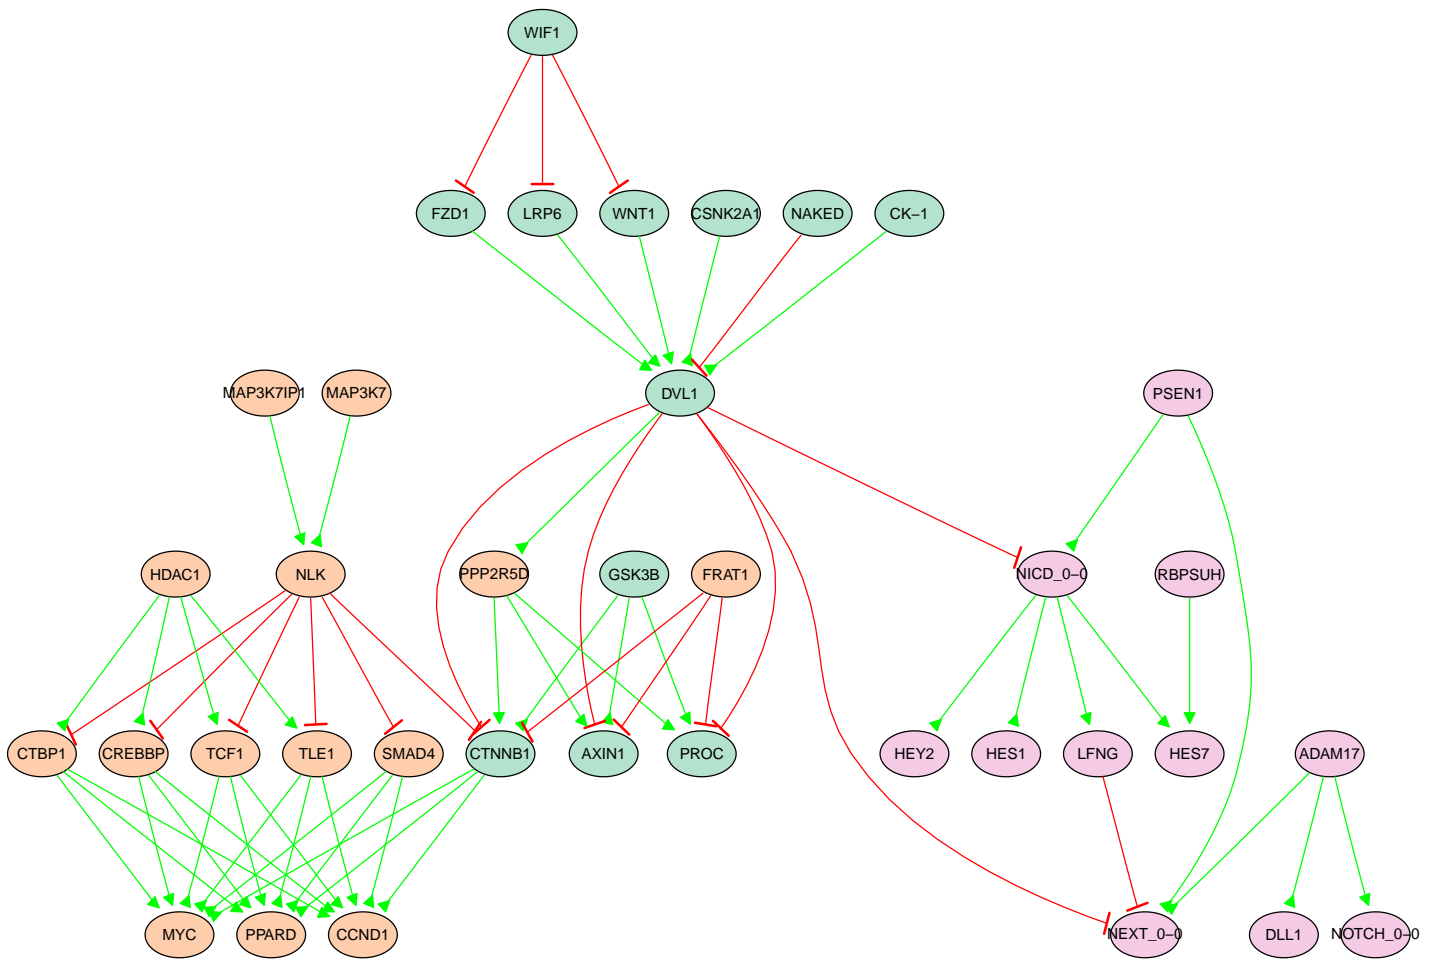 WIF1
FZD1
LRP6
WNT1
CSNK2A1
NAKED
CK−1
MAP3K7IP1
MAP3K7
DVL1
PSEN1
HDAC1
NLK
PPP2R5D
GSK3B
FRAT1
NICD_0−0
RBPSUH
CTBP1
CREBBP
TCF1
TLE1
SMAD4
CTNNB1
AXIN1
PROC
HEY2
HES1
LFNG
HES7
ADAM17
MYC
PPARD
CCND1
NEXT_0−0
DLL1
NOTCH_0−0